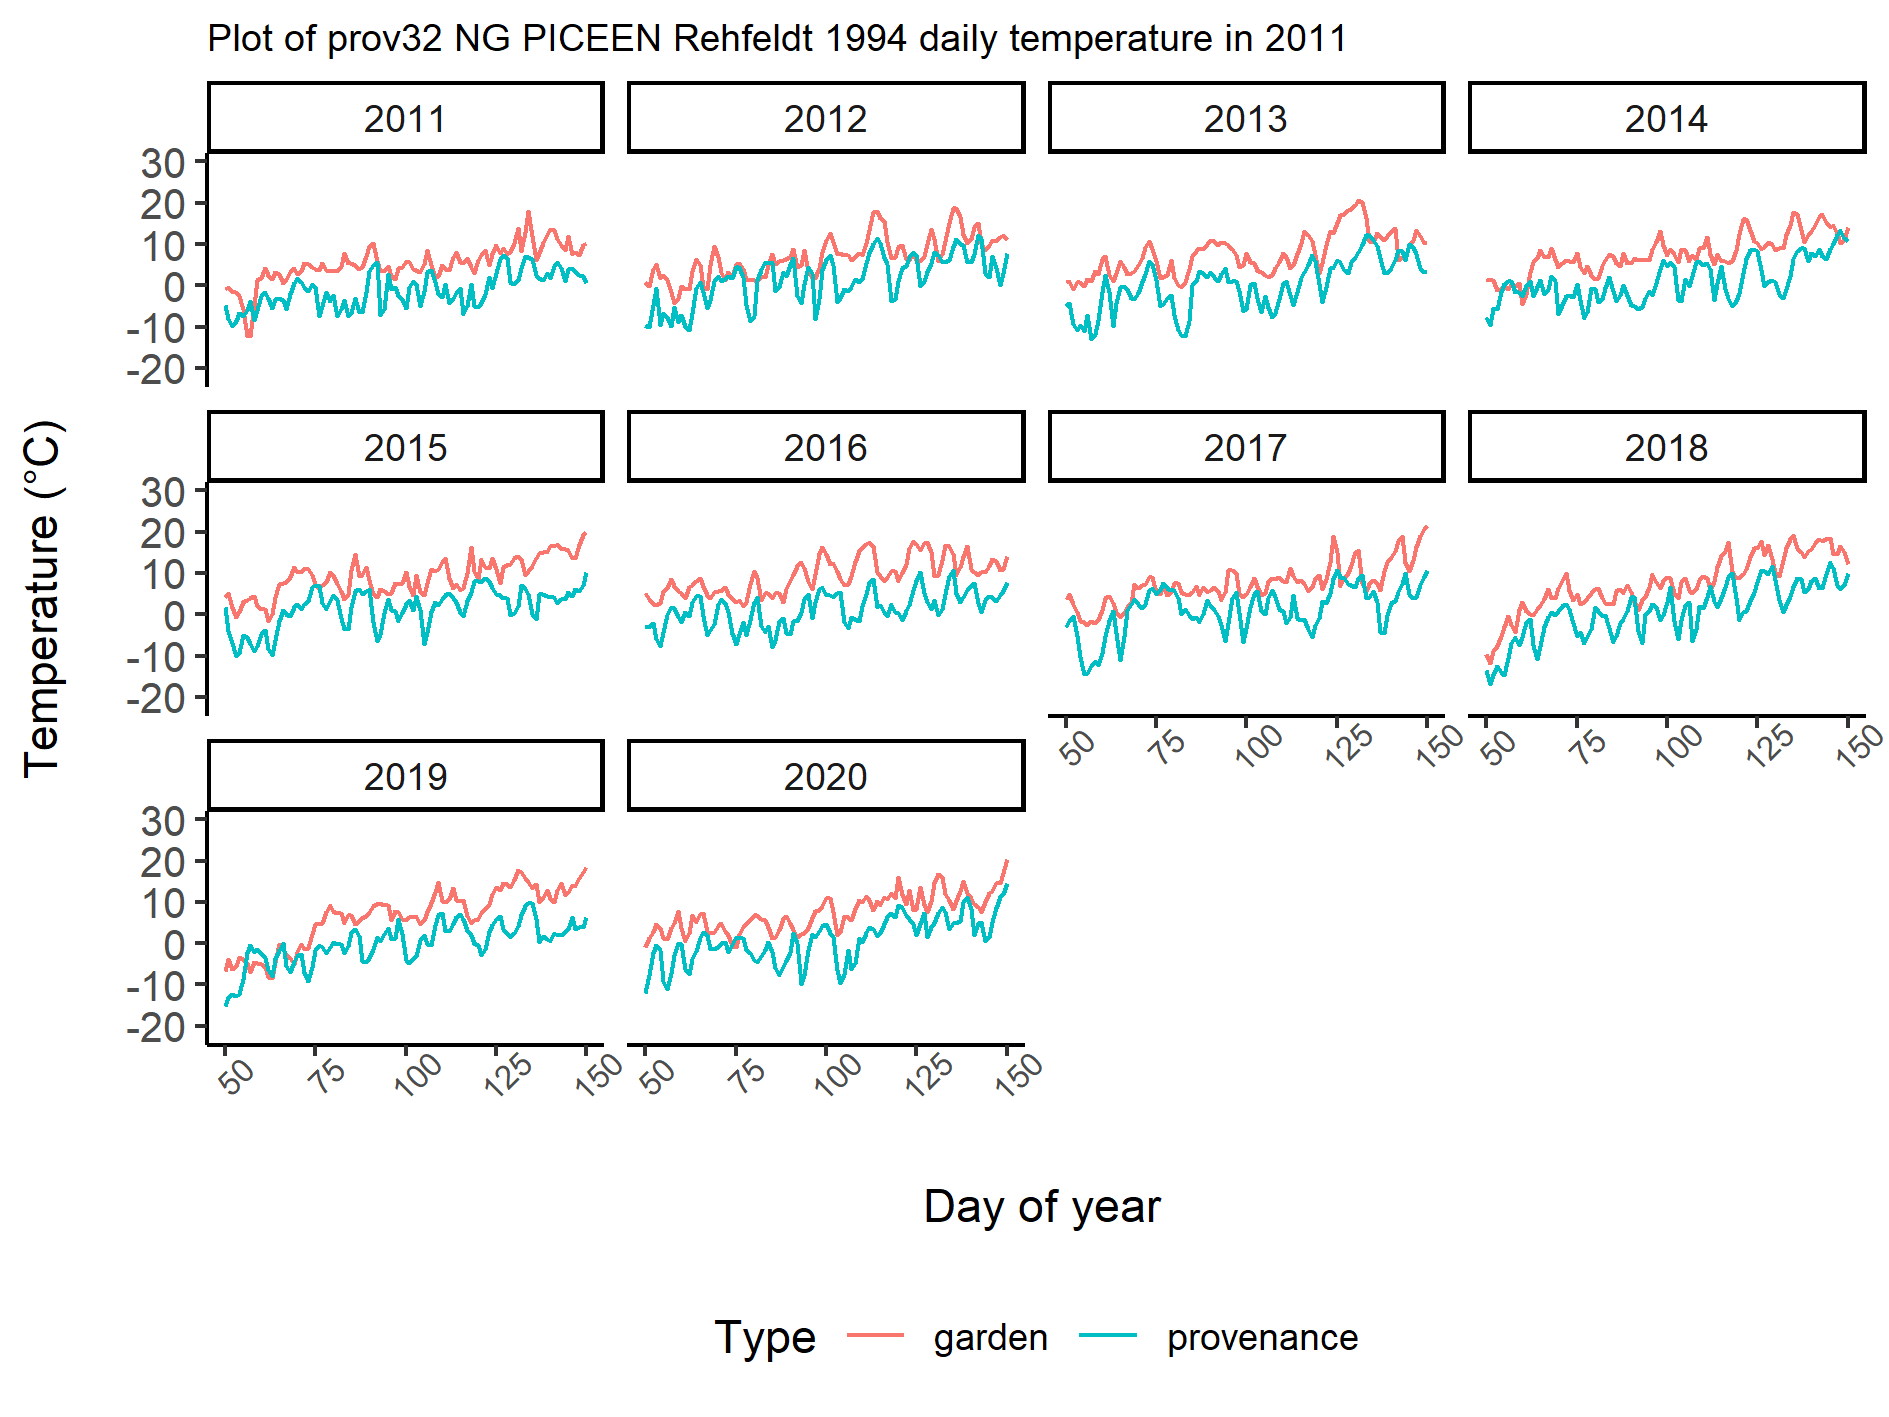 Plot of prov32 NG PICEEN Rehfeldt 1994 daily temperature in 2011
2011 2012 2013 2014
30
20
10
0
-10
-20
2015 2016 2017 2018
30
20
10
0
-10
-20
50 75 100 125 150 50 75 100 125 150
2019 2020
30
20
10
0
-10
-20
50 75 100 125 150 50 75 100 125 150
Temperature (°C)
Day of year
Type garden provenance